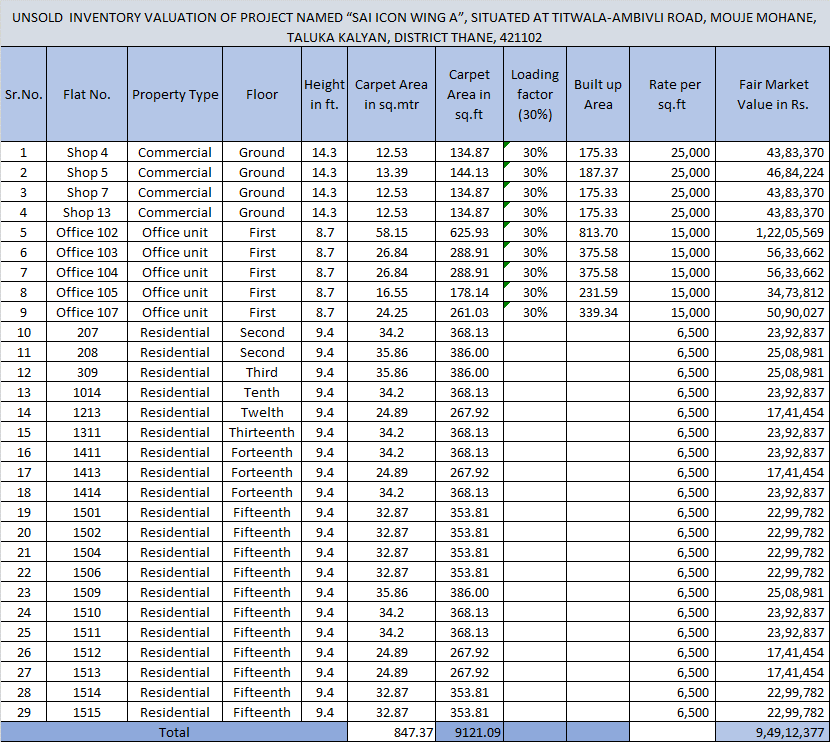 UNSOLD INVENTORY VALUATION OF PROJECT NAMED “SAI ICON WING A”, SITUATED AT TITWALA-AMBIVLI ROAD, MOUJE MOHANE,
TALUKA KALYAN, DISTRICT THANE, 421102
Sr.No. Flat No. Property Type Floor Height in ft. Carpet Area in sq.mtr Carpet Area in sq.ft Loading factor (30%) Built up Area Rate per sq.ft Fair Market Value in Rs.
1 Shop 4 Commercial Ground 14.3 12.53 134.87 30% 175.33 25,000 43,83,370
2 Shop 5 Commercial Ground 14.3 13.39 144.13 30% 187.37 25,000 46,84,224
3 Shop 7 Commercial Ground 14.3 12.53 134.87 30% 175.33 25,000 43,83,370
4 Shop 13 Commercial Ground 14.3 12.53 134.87 30% 175.33 25,000 43,83,370
5 Office 102 Office unit First 8.7 58.15 625.93 30% 813.70 15,000 1,22,05,569
6 Office 103 Office unit First 8.7 26.84 288.91 30% 375.58 15,000 56,33,662
7 Office 104 Office unit First 8.7 26.84 288.91 30% 375.58 15,000 56,33,662
8 Office 105 Office unit First 8.7 16.55 178.14 30% 231.59 15,000 34,73,812
9 Office 107 Office unit First 8.7 24.25 261.03 30% 339.34 15,000 50,90,027
10 207 Residential Second 9.4 34.2 368.13 6,500 23,92,837
11 208 Residential Second 9.4 35.86 386.00 6,500 25,08,981
12 309 Residential Third 9.4 35.86 386.00 6,500 25,08,981
13 1014 Residential Tenth 9.4 34.2 368.13 6,500 23,92,837
14 1213 Residential Twelth 9.4 24.89 267.92 6,500 17,41,454
15 1311 Residential Thirteenth 9.4 34.2 368.13 6,500 23,92,837
16 1411 Residential Forteenth 9.4 34.2 368.13 6,500 23,92,837
17 1413 Residential Forteenth 9.4 24.89 267.92 6,500 17,41,454
18 1414 Residential Forteenth 9.4 34.2 368.13 6,500 23,92,837
19 1501 Residential Fifteenth 9.4 32.87 353.81 6,500 22,99,782
20 1502 Residential Fifteenth 9.4 32.87 353.81 6,500 22,99,782
21 1504 Residential Fifteenth 9.4 32.87 353.81 6,500 22,99,782
22 1506 Residential Fifteenth 9.4 32.87 353.81 6,500 22,99,782
23 1509 Residential Fifteenth 9.4 35.86 386.00 6,500 25,08,981
24 1510 Residential Fifteenth 9.4 34.2 368.13 6,500 23,92,837
25 1511 Residential Fifteenth 9.4 34.2 368.13 6,500 23,92,837
26 1512 Residential Fifteenth 9.4 24.89 267.92 6,500 17,41,454
27 1513 Residential Fifteenth 9.4 24.89 267.92 6,500 17,41,454
28 1514 Residential Fifteenth 9.4 32.87 353.81 6,500 22,99,782
29 1515 Residential Fifteenth 9.4 32.87 353.81 6,500 22,99,782
Total 847.37 9121.09 9,49,12,377